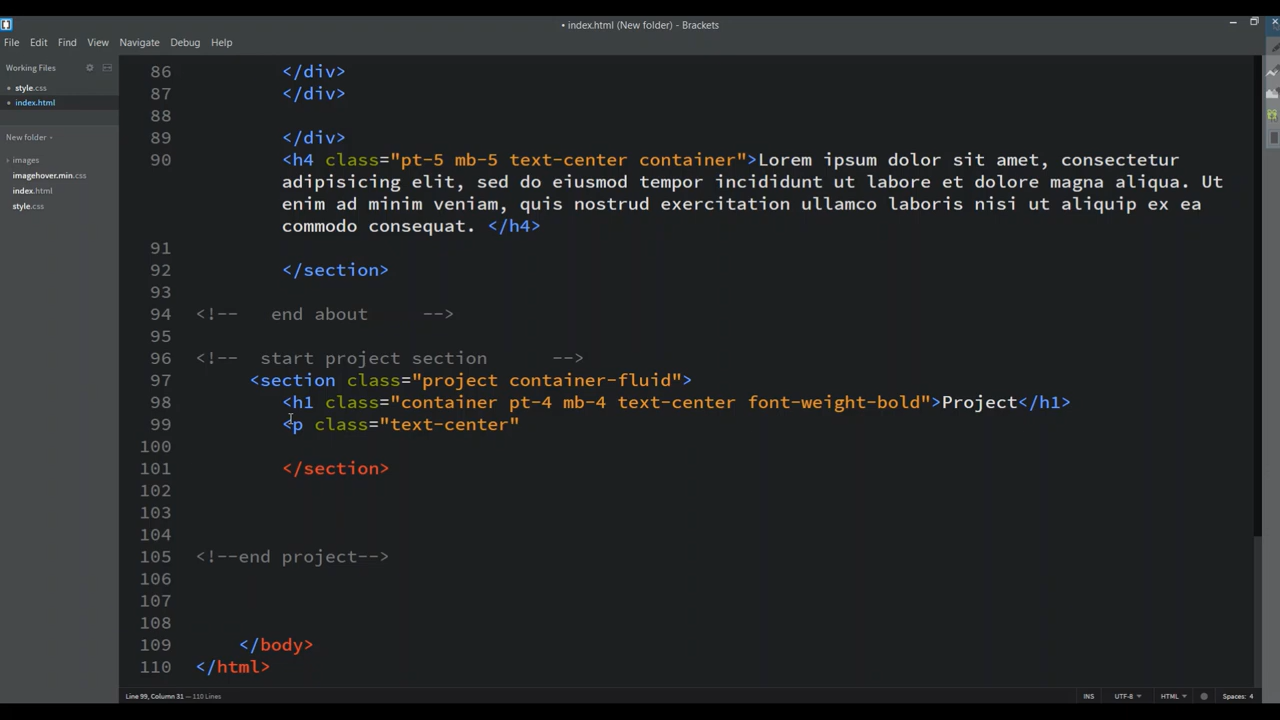 • index.html (New folder) - Brackets
File Edit Find View Navigate Debug Help
Working Files
• style.css
• index.html
New folder
images
imagehover.min.css
index.html
style.css
86 </div>
87 </div>
88
89 </div>
90 <h4 class="pt-5 mb-5 text-center container">Lorem ipsum dolor sit amet, consectetur
adipisicing elit, sed do eiusmod tempor incididunt ut labore et dolore magna aliqua. Ut
enim ad minim veniam, quis nostrud exercitation ullamco laboris nisi ut aliquip ex ea
commodo consequat. </h4>
91
92 </section>
93
94 <!-- end about -->
95
96 <!-- start project section -->
97 <section class="project container-fluid">
98 <h1 class="container pt-4 mb-4 text-center font-weight-bold">Project</h1>
99 <p class="text-center"
100
101 </section>
102
103
104
105 <!--end project-->
106
107
108
109 </body>
110 </html>
Line 99, Column 31 — 110 Lines INS UTF-8 HTML Spaces: 4